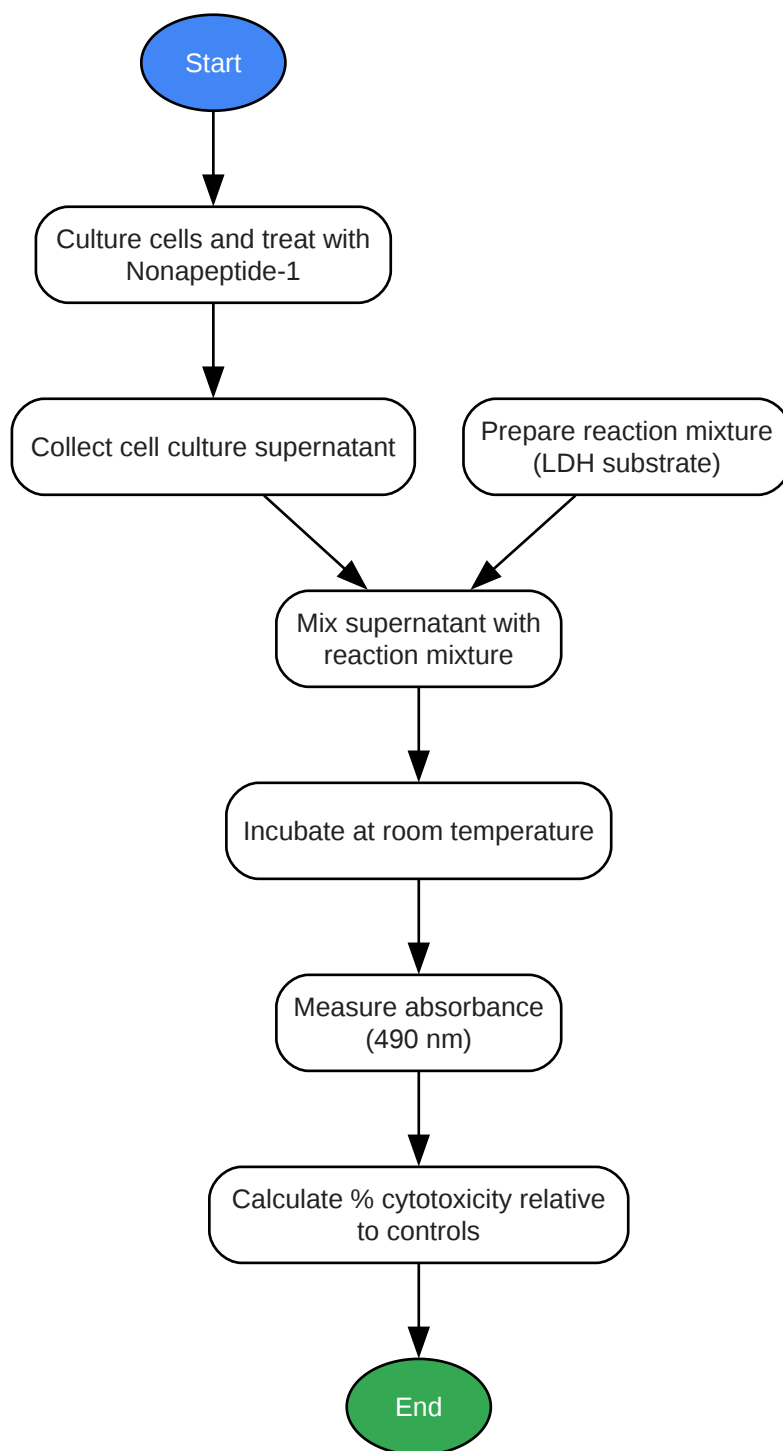 Start
Culture cells and treat with
Nonapeptide-1
Collect cell culture supernatant
Prepare reaction mixture
(LDH substrate)
Mix supernatant with
reaction mixture
Incubate at room temperature
Measure absorbance
(490 nm)
Calculate % cytotoxicity relative
to controls
End